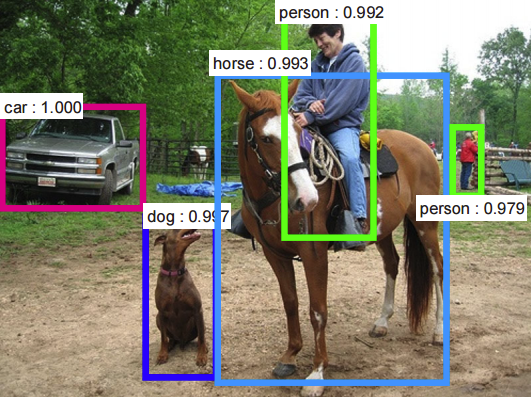 person : 0.992
horse : 0.993
car : 1.000
dog : 0.997
person : 0.979